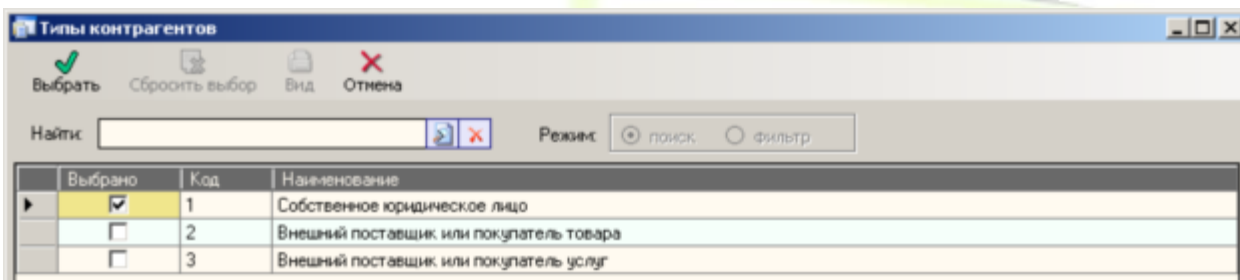 Типы контрагентов
Выбрать Сбросить выбор Вид Отмена
Найти: Режим: поиск фильтр
Выбрано Код Наименование
1 Собственное юридическое лицо
2 Внешний поставщик или покупатель товара
3 Внешний поставщик или покупатель услуг